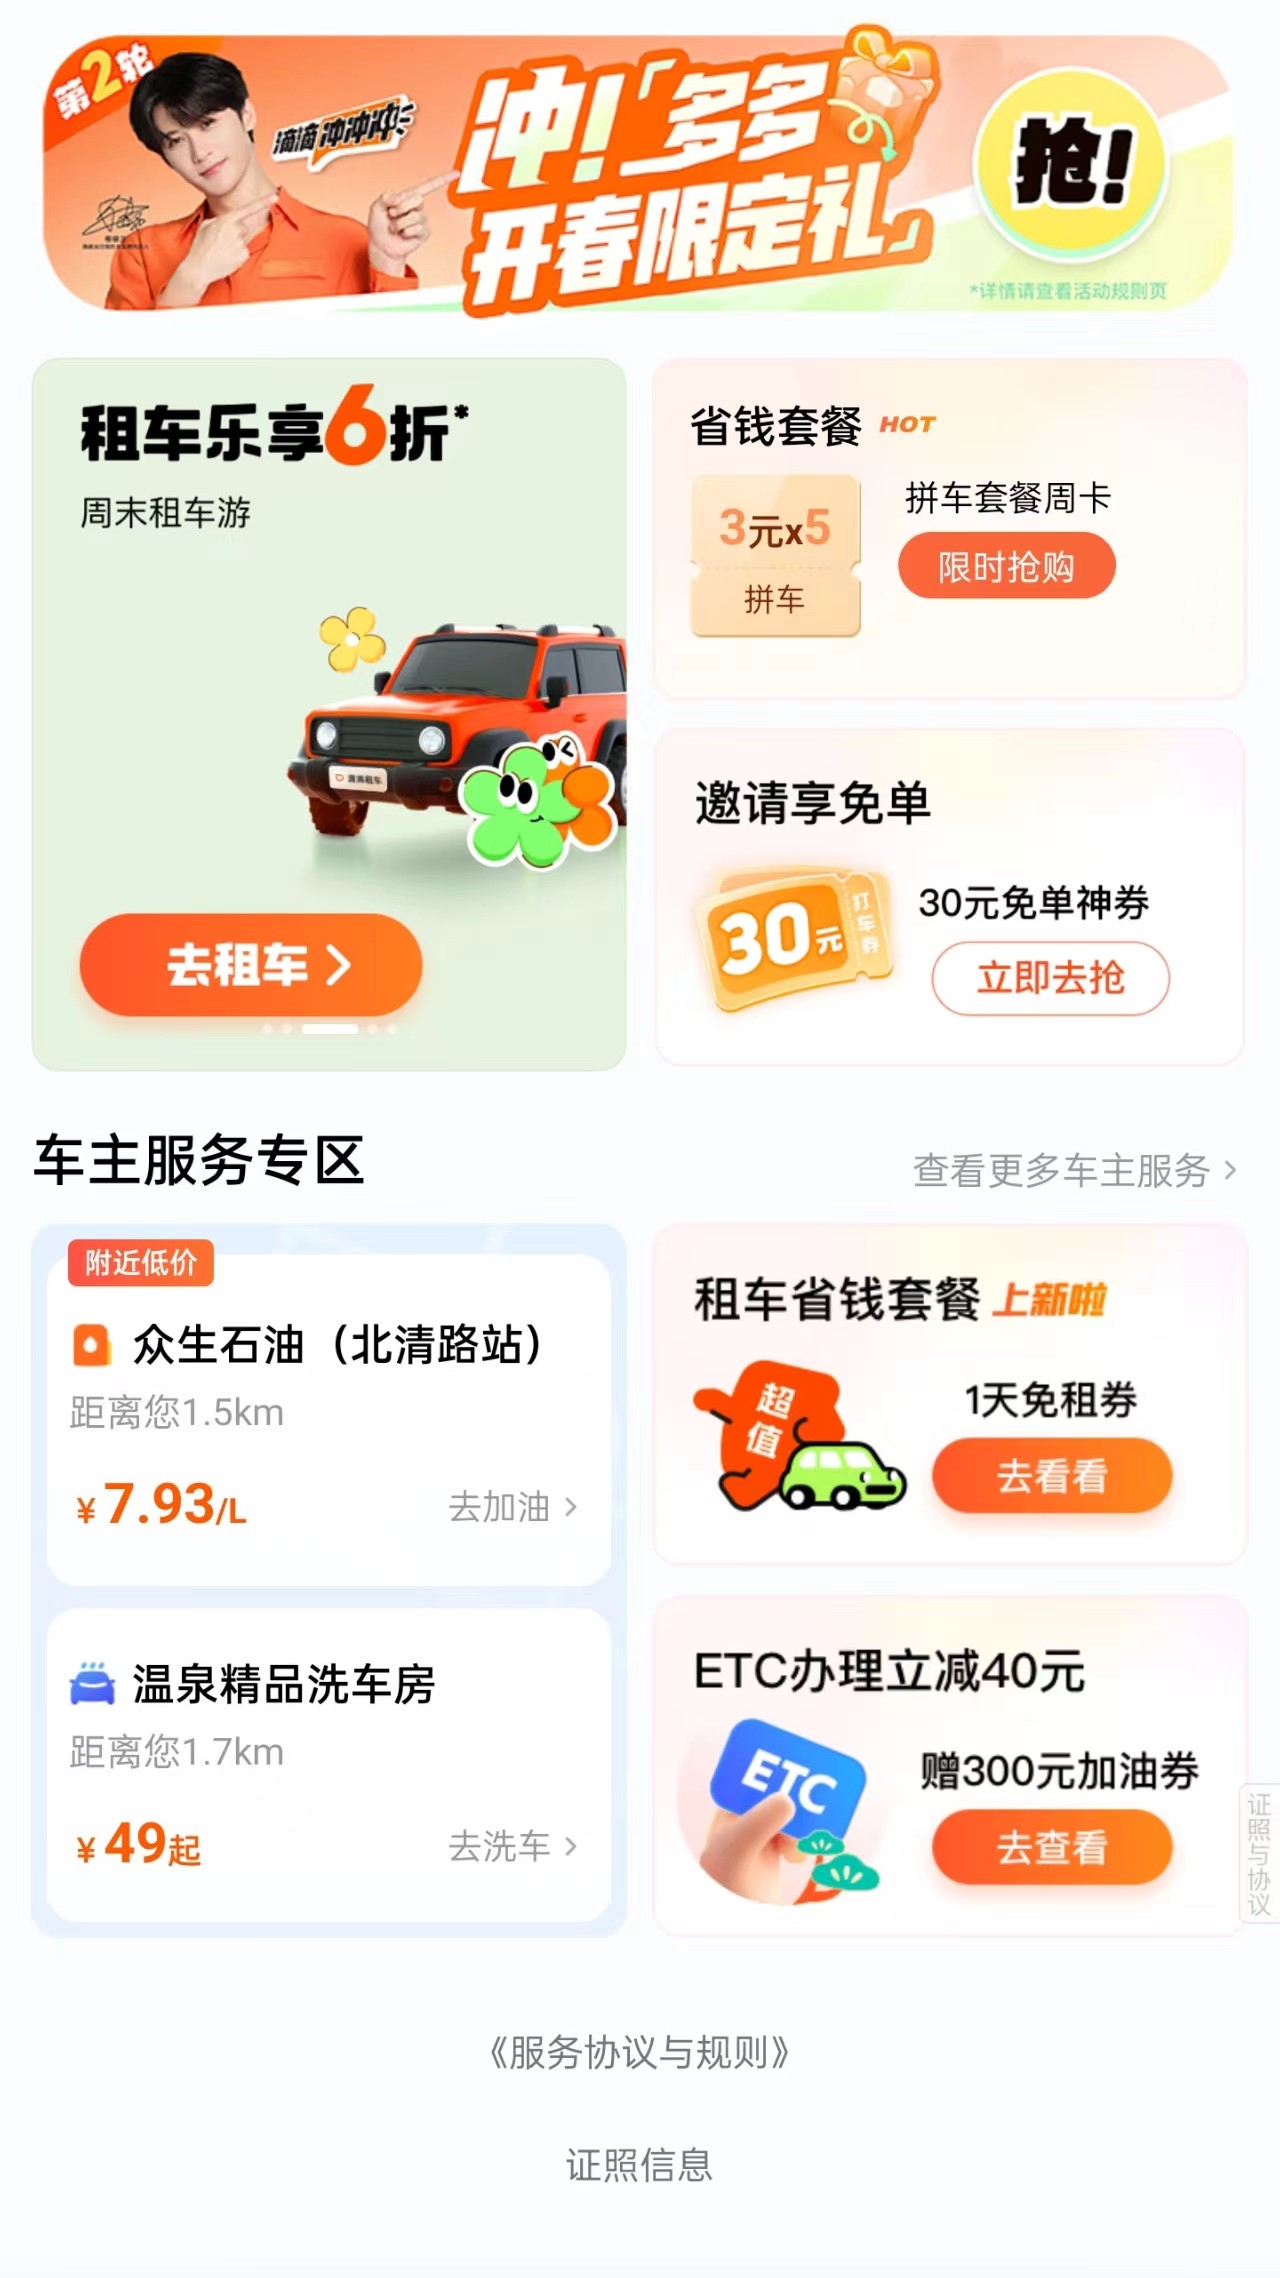 第2轮
滴滴冲冲冲
冲!「多多
开春限定礼」
抢!
*详情请查看活动规则页
租车乐享6折*
周末租车游
滴滴租车
去租车 >
省钱套餐 HOT
3元x5
拼车
拼车套餐周卡
限时抢购
邀请享免单
30元
打车券
30元免单神券
立即去抢
车主服务专区
查看更多车主服务 >
附近低价
众生石油（北清路站）
距离您1.5km
¥7.93/L
去加油 >
温泉精品洗车房
距离您1.7km
¥49起
去洗车 >
租车省钱套餐 上新啦
超值
1天免租券
去看看
ETC办理立减40元
ETC
赠300元加油券
去查看
证照与协议
《服务协议与规则》
证照信息